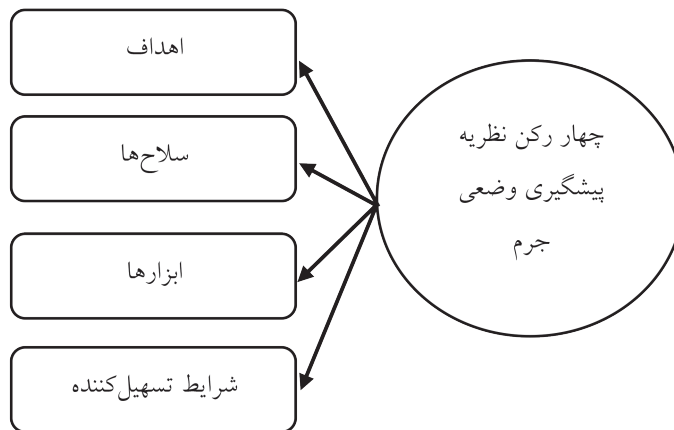 چهار رکن نظریه
پیشگیری وضعی
جرم
اهداف
سلاح‌ها
ابزارها
شرایط تسهیل‌کننده